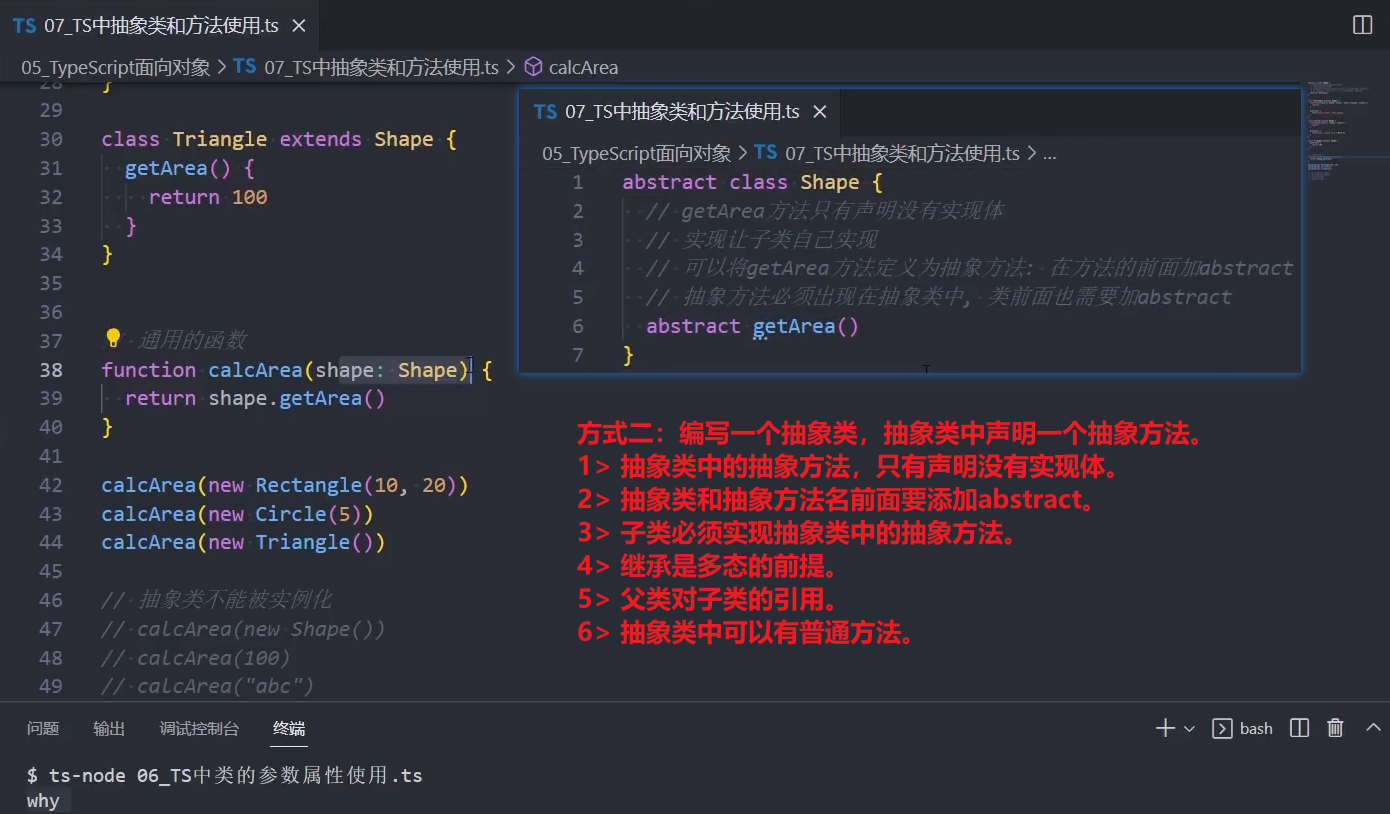 TS 07_TS中抽象类和方法使用.ts ×
05_TypeScript面向对象 > TS 07_TS中抽象类和方法使用.ts > calcArea
28 }
29
30 class Triangle extends Shape {
31 getArea() {
32 return 100
33 }
34 }
35
36
37 通用的函数
38 function calcArea(shape: Shape) {
39 return shape.getArea()
40 }
41
42 calcArea(new Rectangle(10, 20))
43 calcArea(new Circle(5))
44 calcArea(new Triangle())
45
46 // 抽象类不能被实例化
47 // calcArea(new Shape())
48 // calcArea(100)
49 // calcArea("abc")
TS 07_TS中抽象类和方法使用.ts ×
05_TypeScript面向对象 > TS 07_TS中抽象类和方法使用.ts > ...
1 abstract class Shape {
2 // getArea方法只有声明没有实现体
3 // 实现让子类自己实现
4 // 可以将getArea方法定义为抽象方法: 在方法的前面加abstract
5 // 抽象方法必须出现在抽象类中, 类前面也需要加abstract
6 abstract getArea()
7 }
方式二：编写一个抽象类，抽象类中声明一个抽象方法。
1> 抽象类中的抽象方法，只有声明没有实现体。
2> 抽象类和抽象方法名前面要添加abstract。
3> 子类必须实现抽象类中的抽象方法。
4> 继承是多态的前提。
5> 父类对子类的引用。
6> 抽象类中可以有普通方法。
问题 输出 调试控制台 终端 bash
$ ts-node 06_TS中类的参数属性使用.ts
why